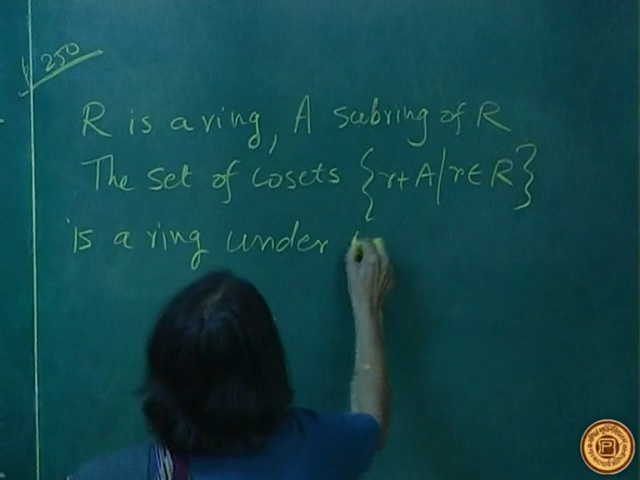 250
R is a ring, A subring of R
The set of cosets {r+A/r∈R}
is a ring under